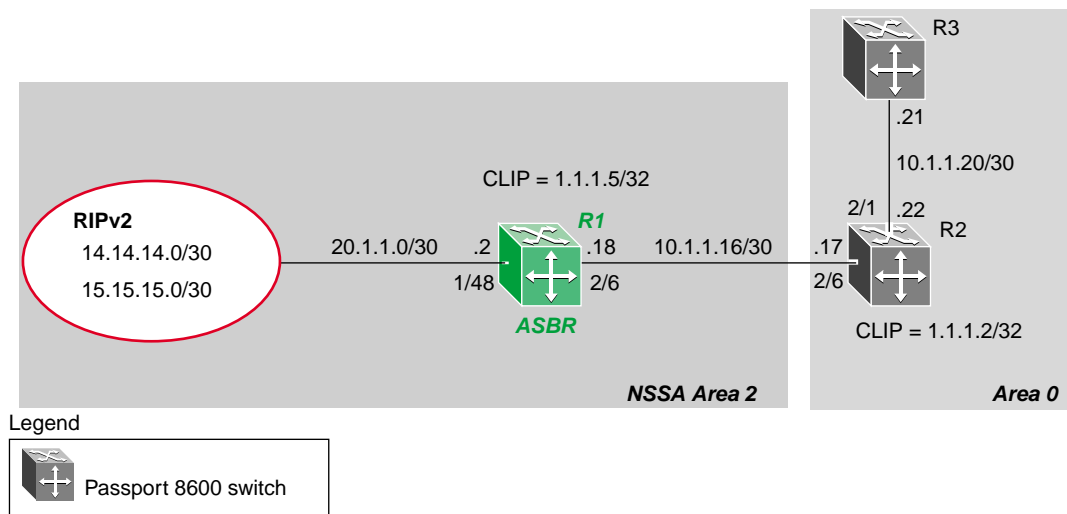 R3
.21
10.1.1.20/30
CLIP = 1.1.1.5/32
RIPv2
14.14.14.0/30
15.15.15.0/30
20.1.1.0/30
.2
1/48
R1
.18
2/6
ASBR
10.1.1.16/30
2/1
.22
R2
.17
2/6
CLIP = 1.1.1.2/32
NSSA Area 2
Area 0
Legend
Passport 8600 switch